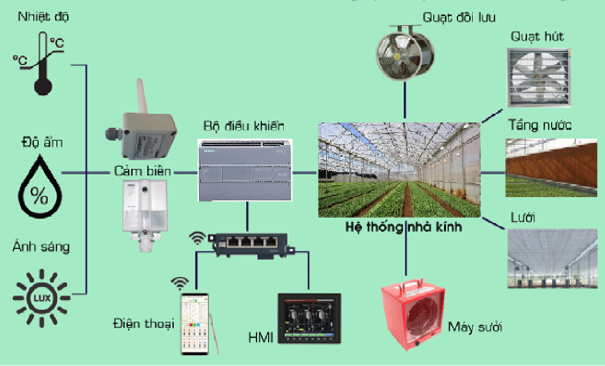 Nhiệt độ
°C
°C
Độ ẩm
%
Ánh sáng
LUX
Cảm biến
Bộ điều khiển
Điện thoại
HMI
Quạt đối lưu
Quạt hút
Tầng nước
Lưới
Hệ thống nhà kính
Máy sưởi